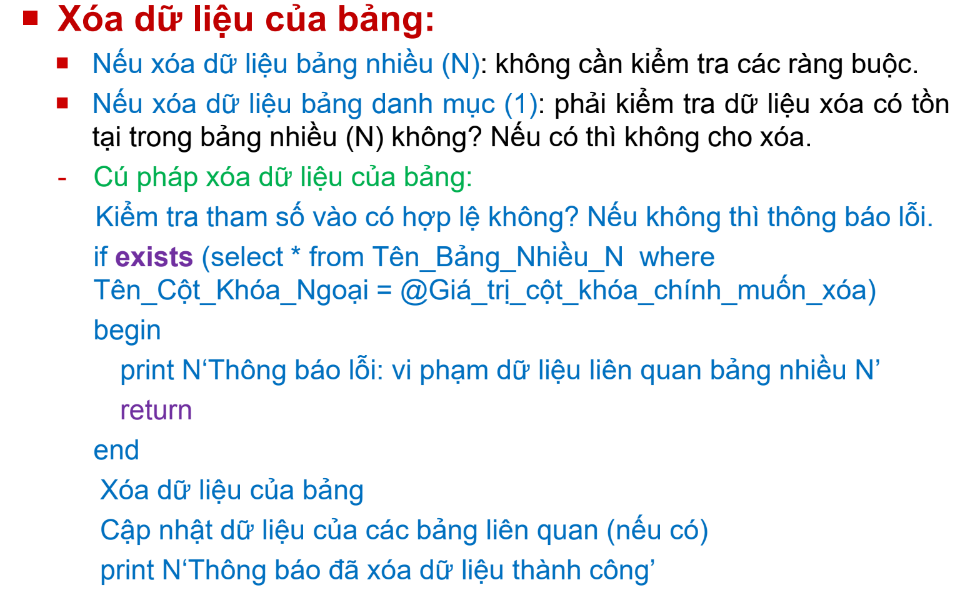 Xóa dữ liệu của bảng:
Nếu xóa dữ liệu bảng nhiều (N): không cần kiểm tra các ràng buộc.
Nếu xóa dữ liệu bảng danh mục (1): phải kiểm tra dữ liệu xóa có tồn
tại trong bảng nhiều (N) không? Nếu có thì không cho xóa.
- Cú pháp xóa dữ liệu của bảng:
Kiểm tra tham số vào có hợp lệ không? Nếu không thì thông báo lỗi.
if exists (select * from Tên_Bảng_Nhiều_N where
Tên_Cột_Khóa_Ngoại = @Giá_trị_cột_khóa_chính_muốn_xóa)
begin
print N‘Thông báo lỗi: vi phạm dữ liệu liên quan bảng nhiều N’
return
end
Xóa dữ liệu của bảng
Cập nhật dữ liệu của các bảng liên quan (nếu có)
print N‘Thông báo đã xóa dữ liệu thành công’